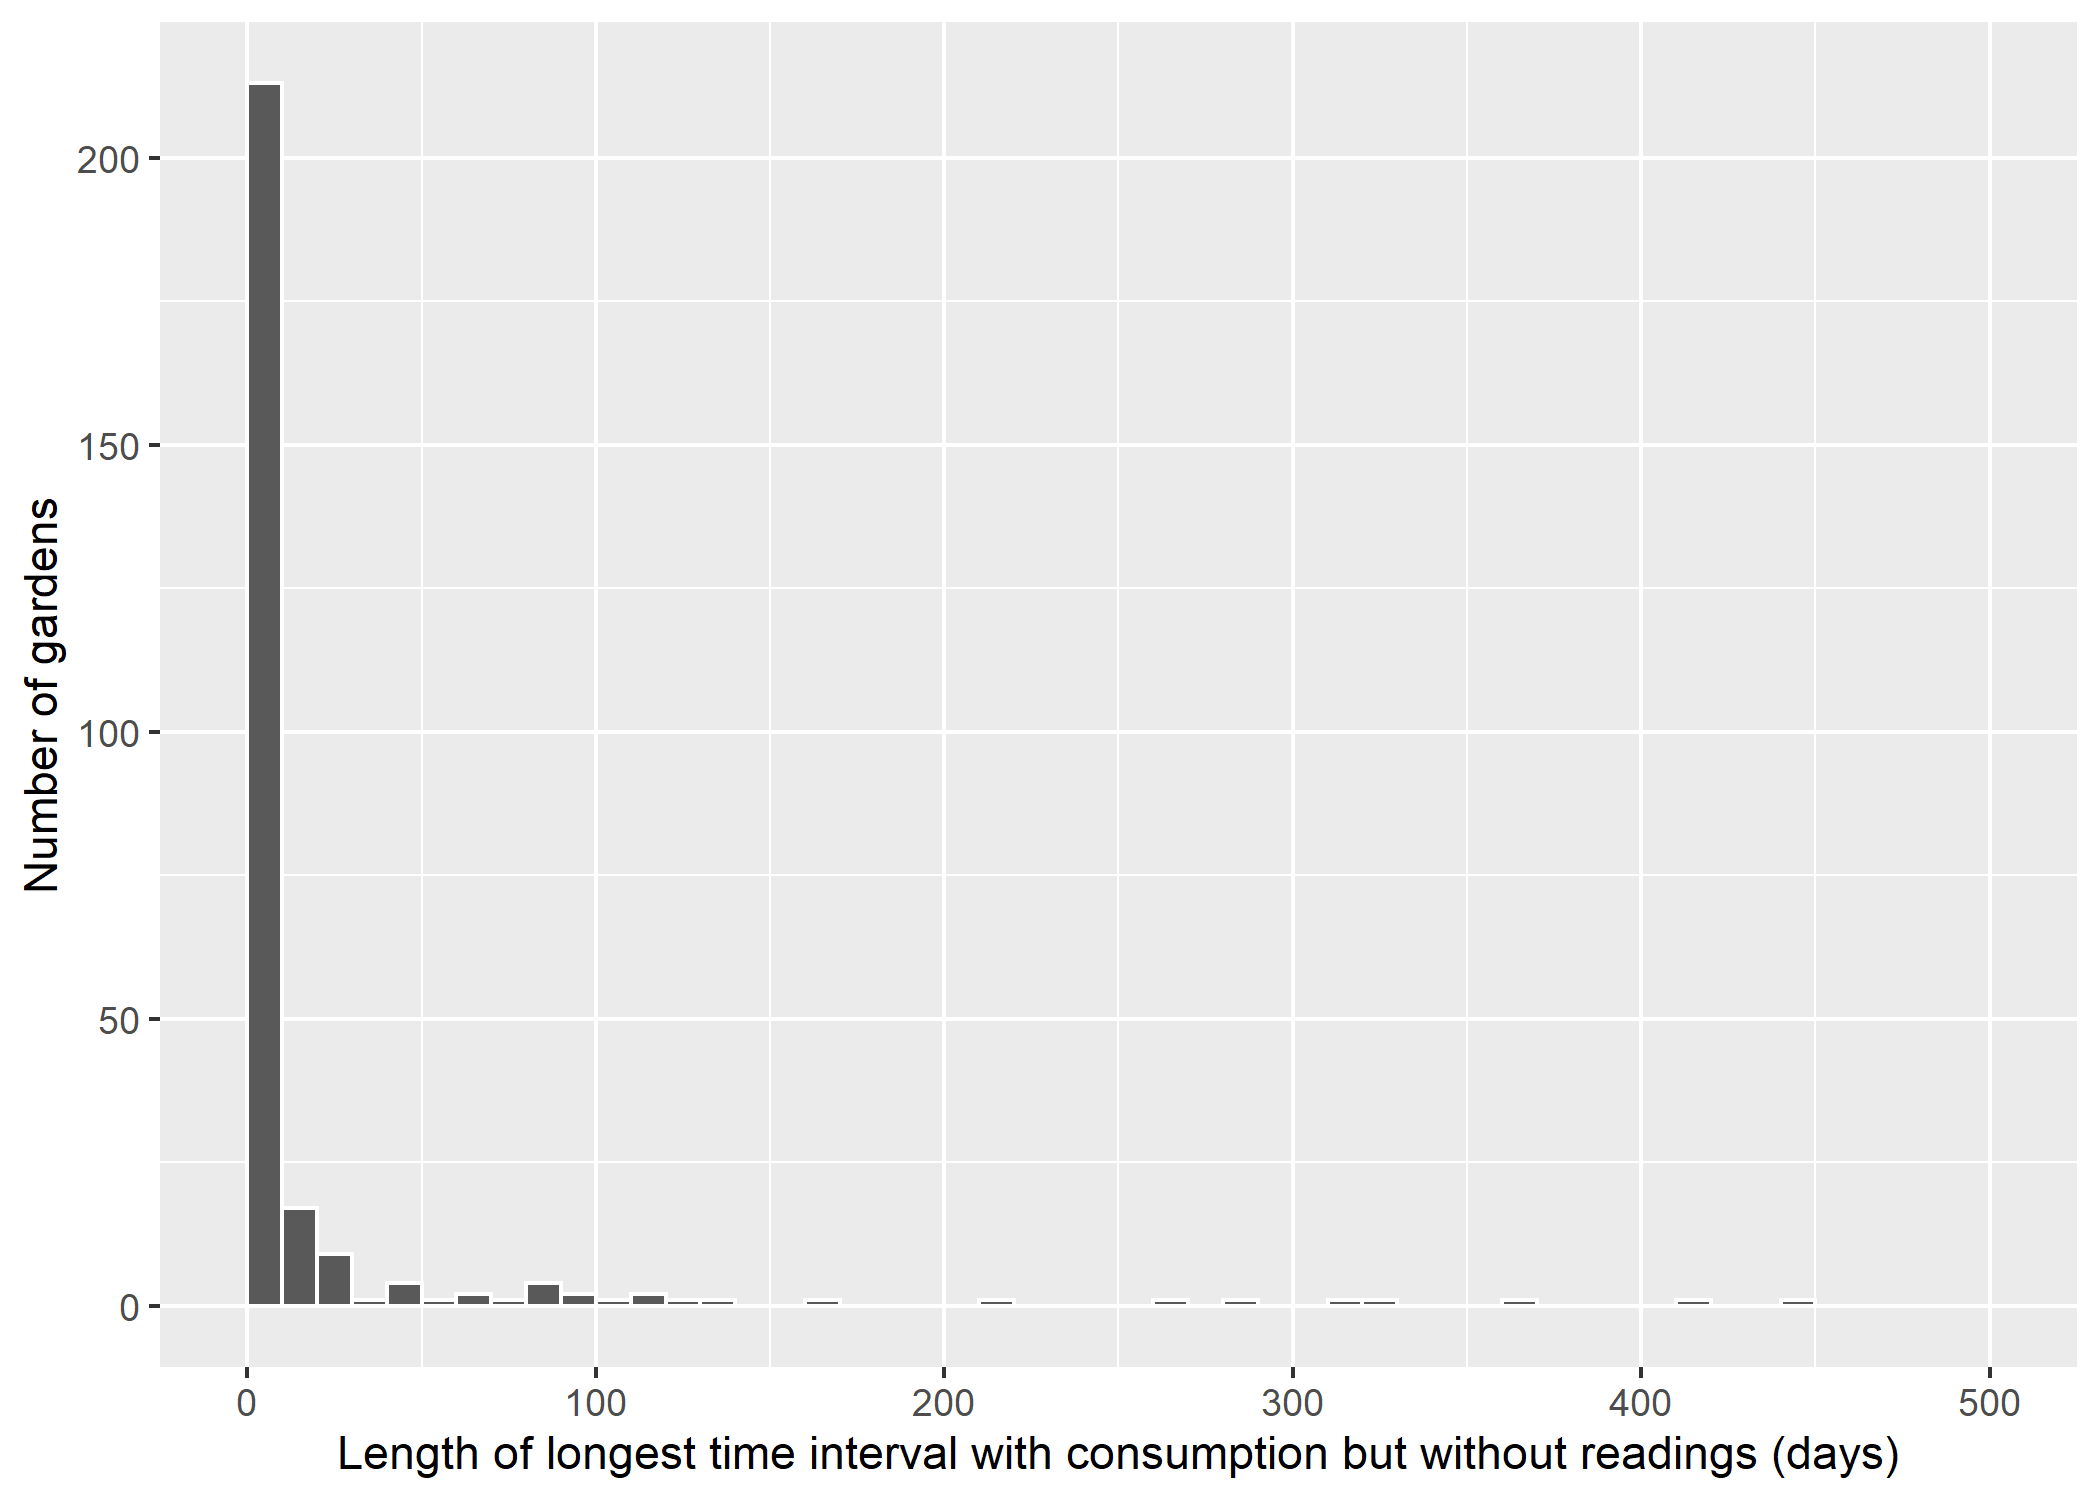 Number of gardens
200
150
100
50
0
0 100 200 300 400 500
Length of longest time interval with consumption but without readings (days)